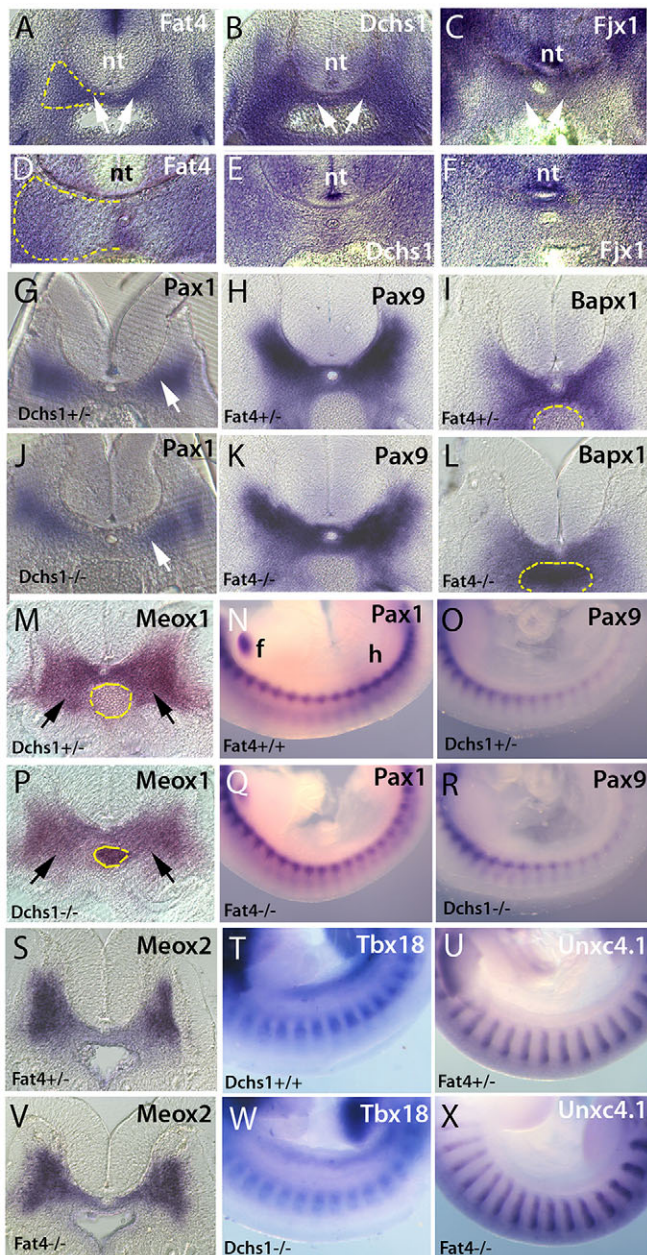 A Fat4
nt
B Dchs1
nt
C Fjx1
nt
D Fat4
nt
E nt
Dchs1
F nt
Fjx1
G Pax1
Dchs1+/-
H Pax9
Fat4+/-
I Bapx1
Fat4+/-
J Pax1
Dchs1-/-
K Pax9
Fat4-/-
L Bapx1
Fat4-/-
M Meox1
Dchs1+/-
N Pax1
f h
Fat4+/+
O Pax9
Dchs1+/-
P Meox1
Dchs1-/-
Q Pax1
Fat4-/-
R Pax9
Dchs1-/-
S Meox2
Fat4+/-
T Tbx18
Dchs1+/+
U Unxc4.1
Fat4+/-
V Meox2
Fat4-/-
W Tbx18
Dchs1-/-
X Unxc4.1
Fat4-/-